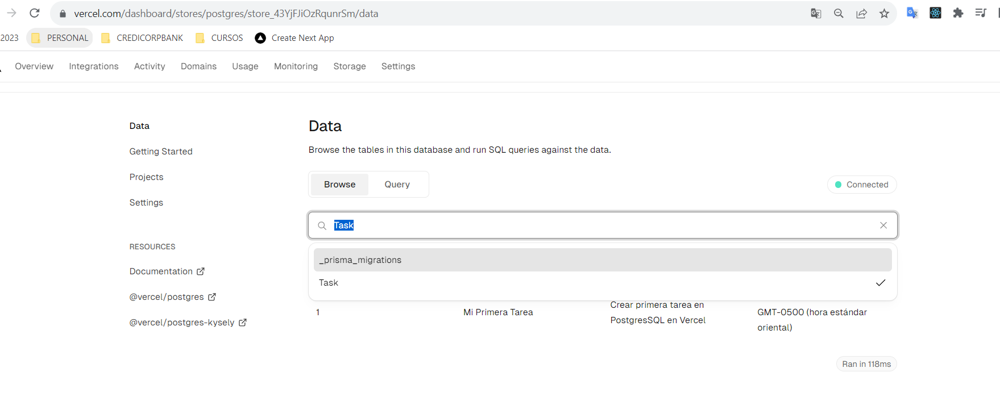 vercel.com/dashboard/stores/postgres/store_43YjFJiOzRqunrSm/data
2023 PERSONAL CREDICORPBANK CURSOS Create Next App
Overview Integrations Activity Domains Usage Monitoring Storage Settings
Data
Getting Started
Projects
Settings
RESOURCES
Documentation
@vercel/postgres
@vercel/postgres-kysely
Data
Browse the tables in this database and run SQL queries against the data.
Browse Query
Connected
Task
_prisma_migrations
Task
1
Mi Primera Tarea
Crear primera tarea en
PostgresSQL en Vercel
GMT-0500 (hora estándar
oriental)
Ran in 118ms